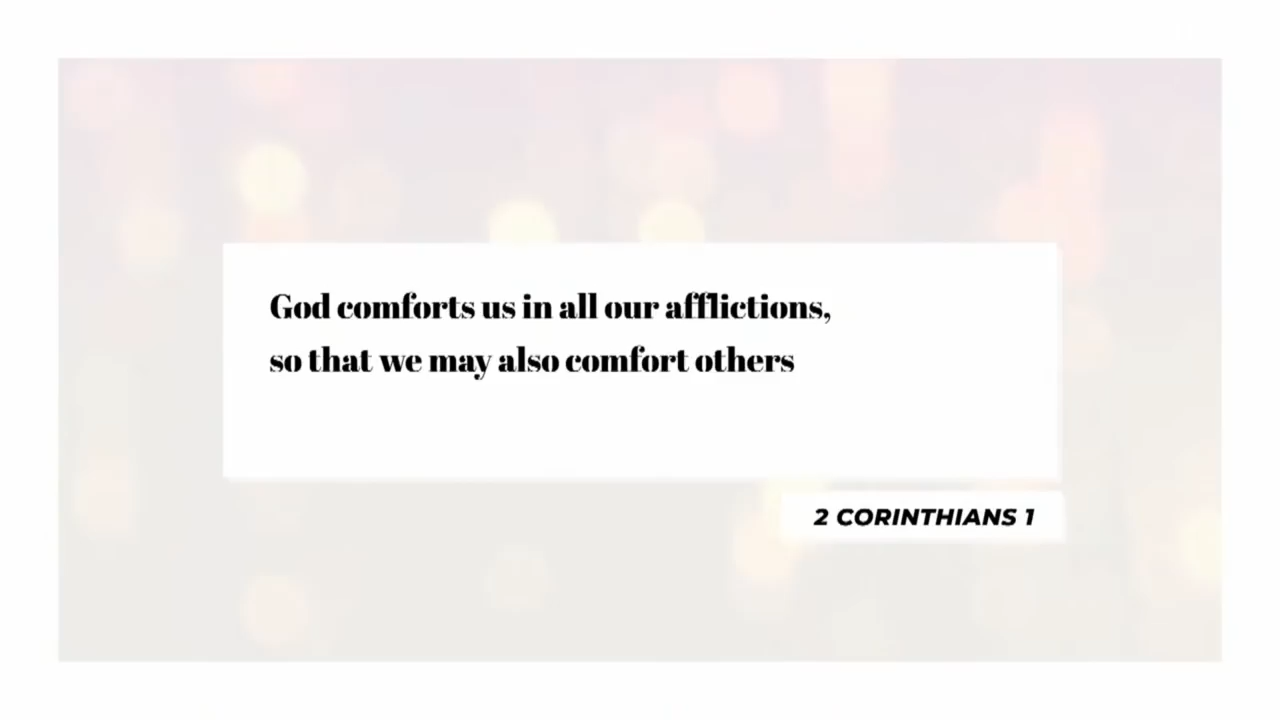 God comforts us in all our afflictions,
so that we may also comfort others
2 CORINTHIANS 1